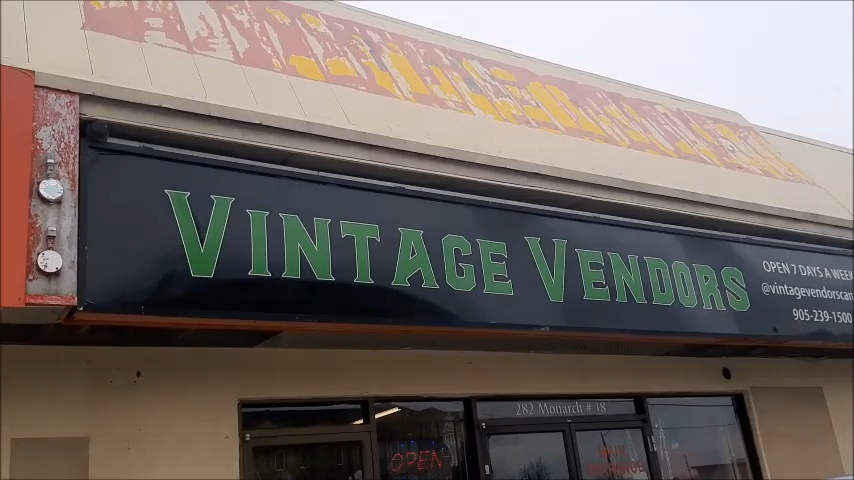 VINTAGE VENDORS
OPEN 7 DAYS A WEEK
@vintagevendorscan
905-239-1500
282 Monarch # 18
OPEN